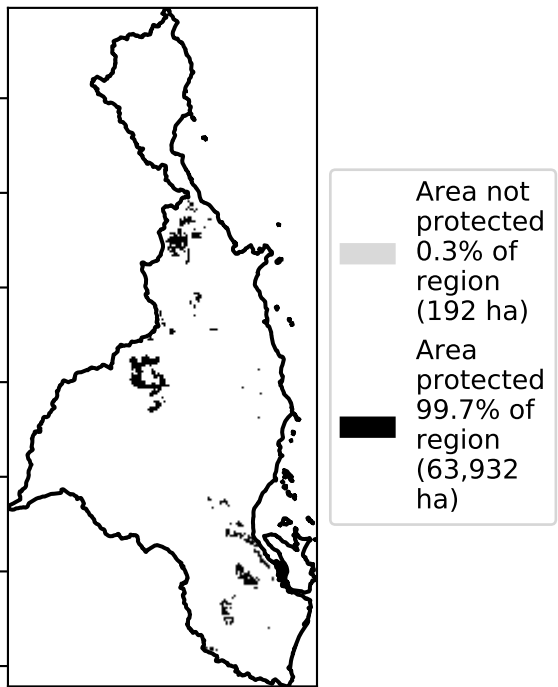 Area not
protected
0.3% of
region
(192 ha)
Area
protected
99.7% of
region
(63,932
ha)